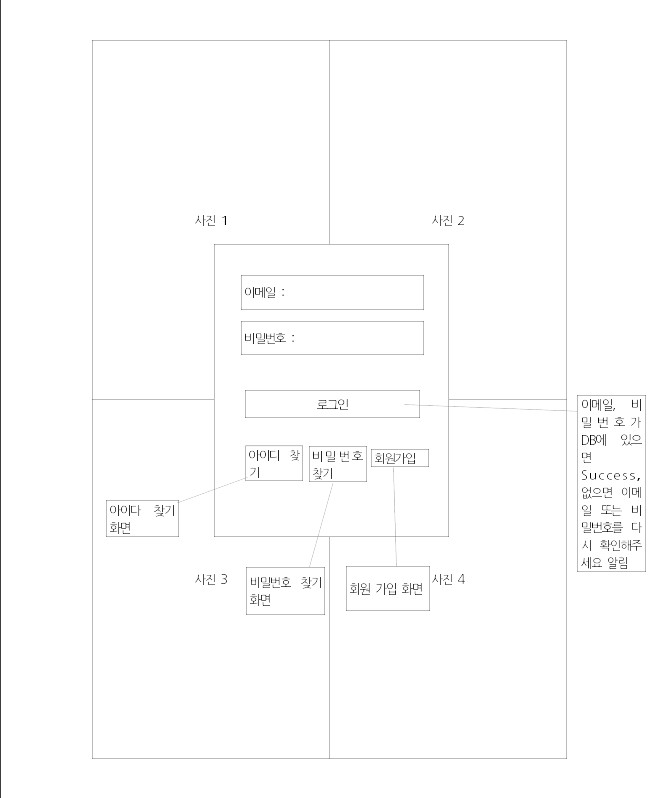 사진 1
사진 2
이메일 :
비밀번호 :
로그인
아이디 찾
기
비밀번호
찾기
회원가입
이메일, 비
밀번호가
DB에 있으
면
Success,
없으면 이메
일 또는 비
밀번호를 다
시 확인해주
세요 알림
아이다 찾기
화면
사진 3
비밀번호 찾기
화면
회원 가입 화면
사진 4